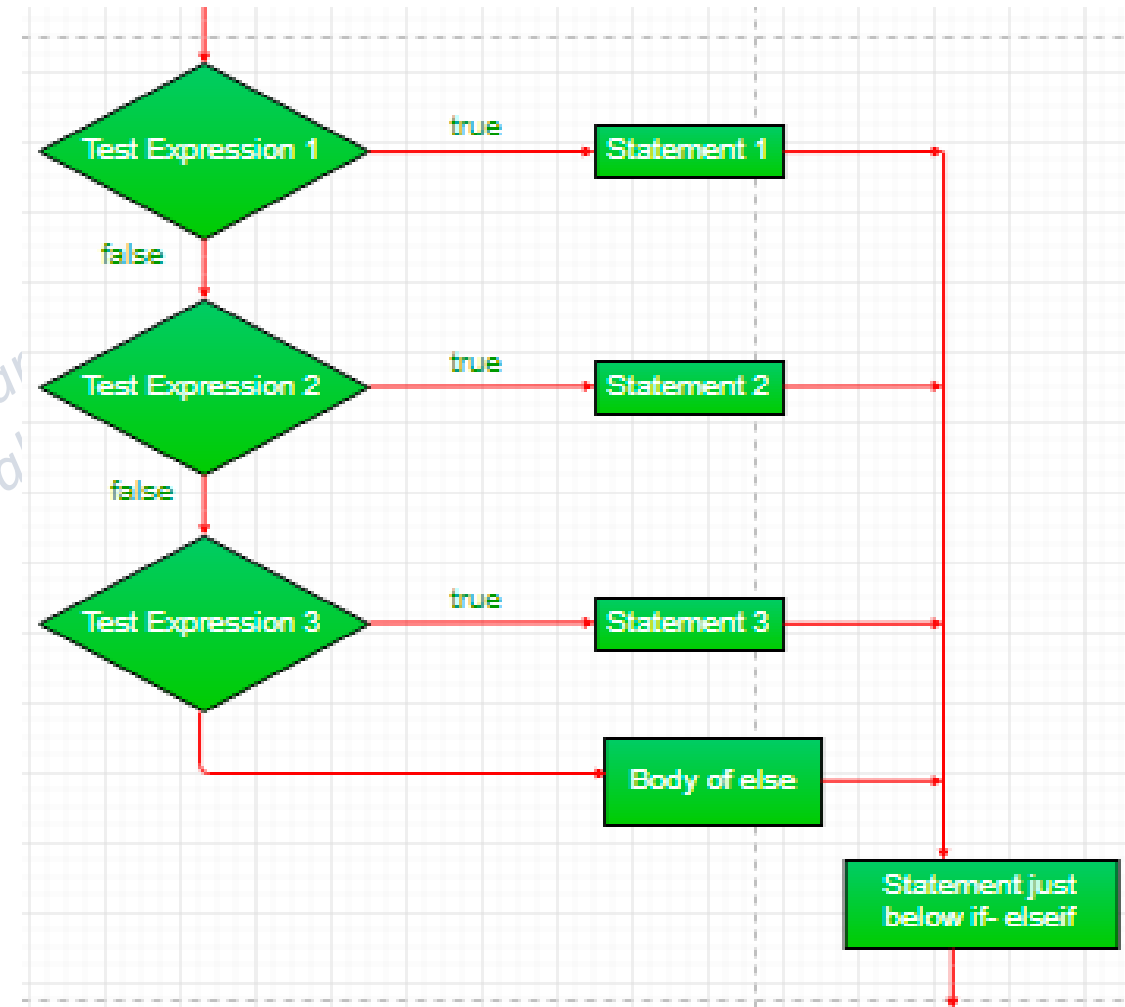 true
Test Expression 1
Statement 1
false
true
Test Expression 2
Statement 2
false
true
Test Expression 3
Statement 3
Body of else
Statement just
below if- elseif